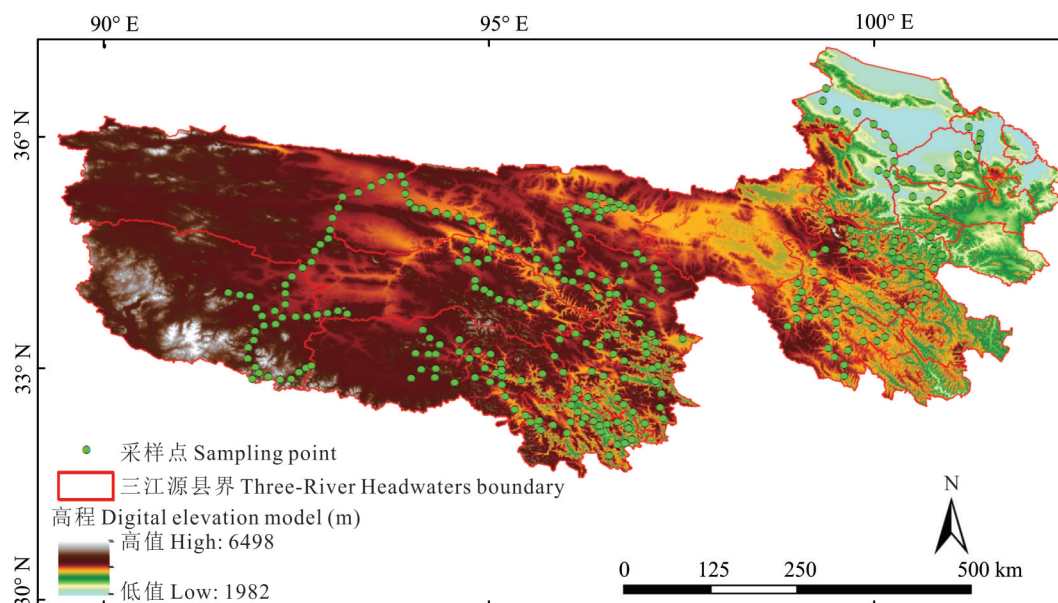 90° E 95° E 100° E
36° N
33° N
30° N
采样点 Sampling point
三江源县界 Three-River Headwaters boundary
高程 Digital elevation model (m)
高值 High: 6498
低值 Low: 1982
N
0 125 250 500 km